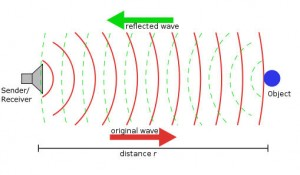 reflected wave
Sender/
Receiver
Object
original wave
distance r